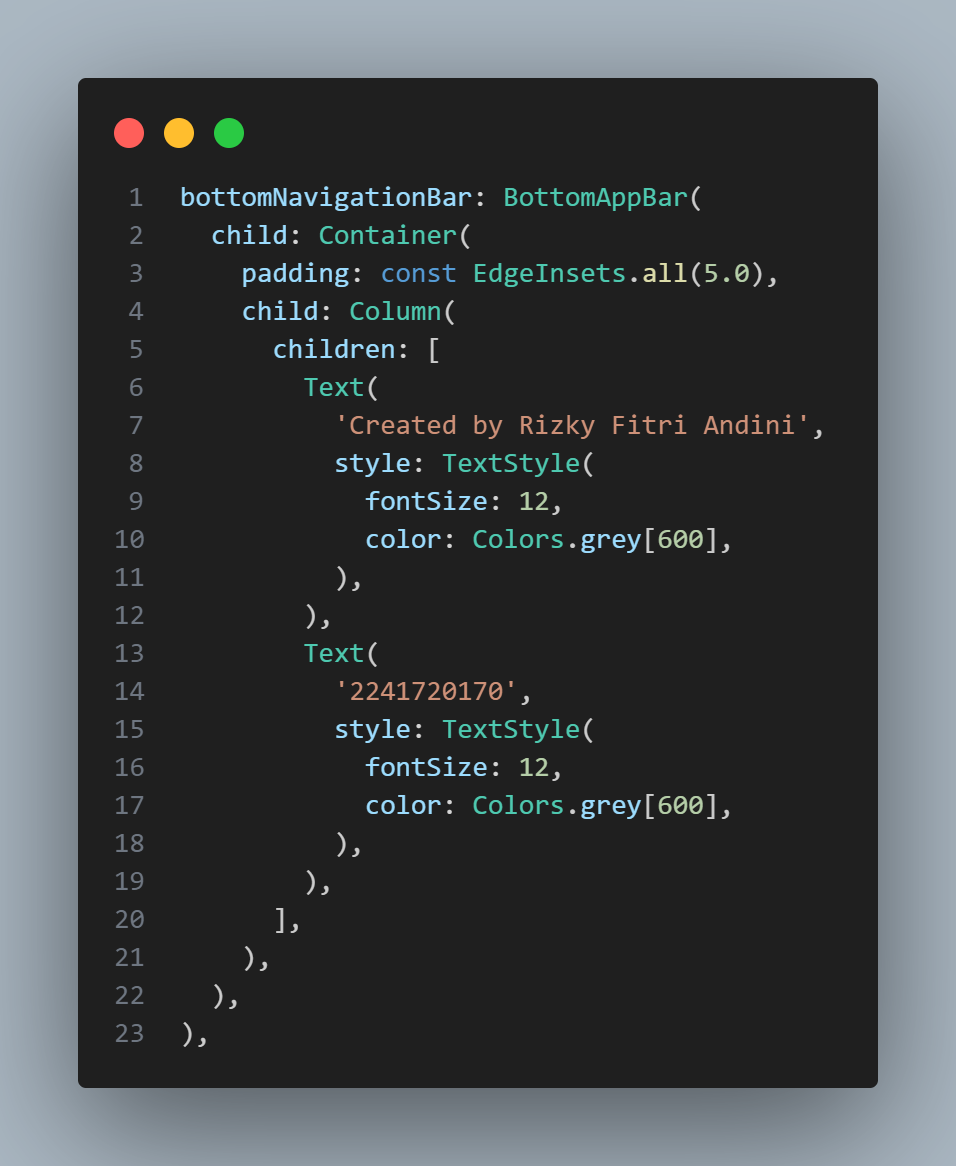 1 bottomNavigationBar: BottomAppBar(
2   child: Container(
3     padding: const EdgeInsets.all(5.0),
4     child: Column(
5       children: [
6         Text(
7           'Created by Rizky Fitri Andini',
8           style: TextStyle(
9             fontSize: 12,
10             color: Colors.grey[600],
11           ),
12         ),
13         Text(
14           '2241720170',
15           style: TextStyle(
16             fontSize: 12,
17             color: Colors.grey[600],
18           ),
19         ),
20       ],
21     ),
22   ),
23 ),